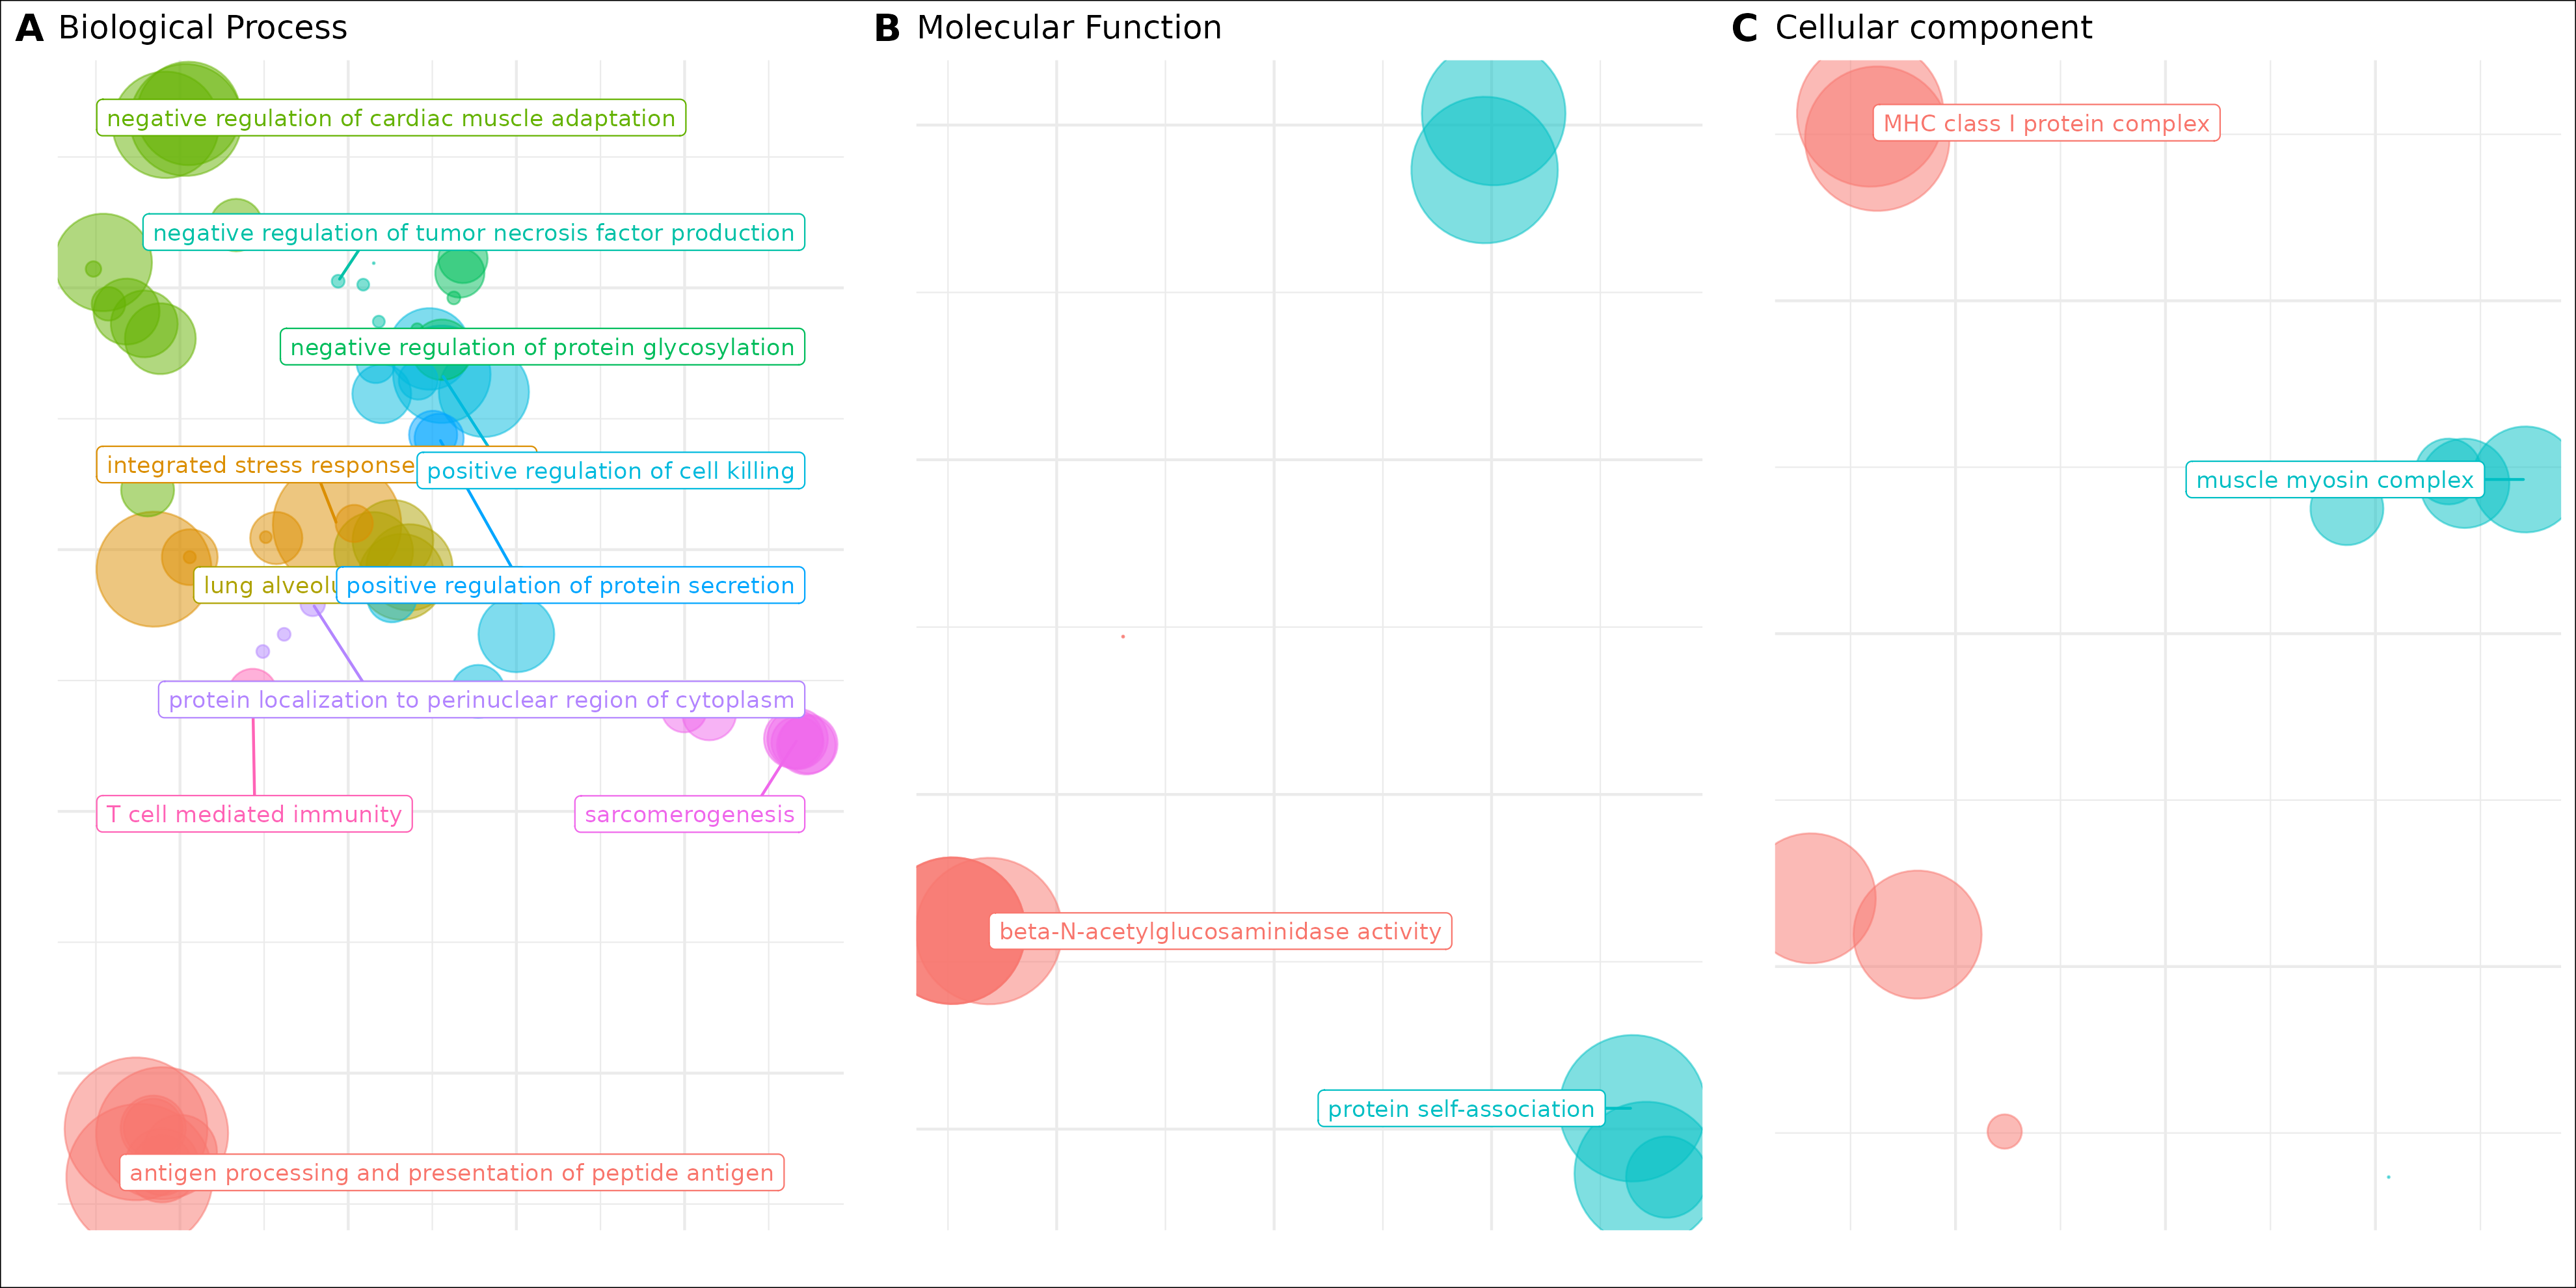 A Biological Process
negative regulation of cardiac muscle adaptation
negative regulation of tumor necrosis factor production
negative regulation of protein glycosylation
integrated stress response
positive regulation of cell killing
lung
positive regulation of protein secretion
protein localization to perinuclear region of cytoplasm
T cell mediated immunity
sarcomerogenesis
antigen processing and presentation of peptide antigen
B Molecular Function
beta-N-acetylglucosaminidase activity
protein self-association
C Cellular component
MHC class I protein complex
muscle myosin complex